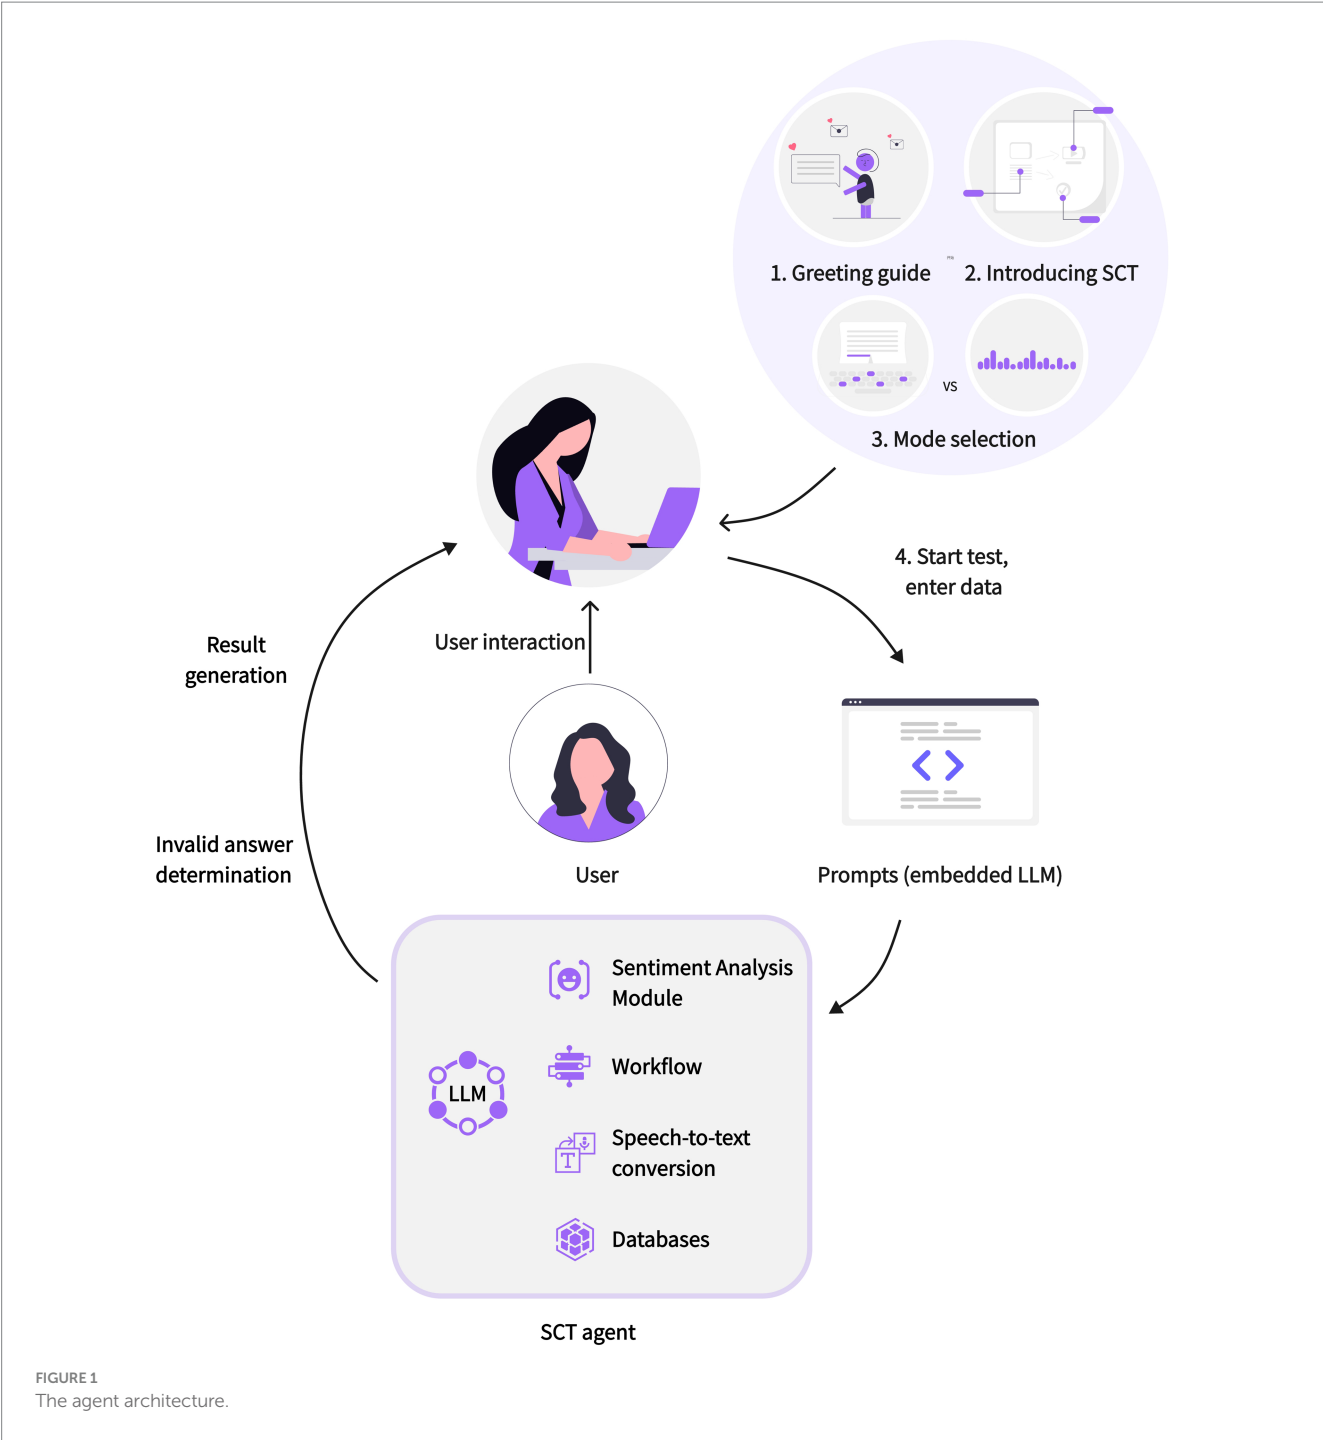 1. Greeting guide
2. Introducing SCT
vs
3. Mode selection
4. Start test,
enter data
Result
generation
User interaction
Invalid answer
determination
User
Prompts (embedded LLM)
LLM
Sentiment Analysis
Module
Workflow
Speech-to-text
conversion
T
Databases
SCT agent
FIGURE 1
The agent architecture.